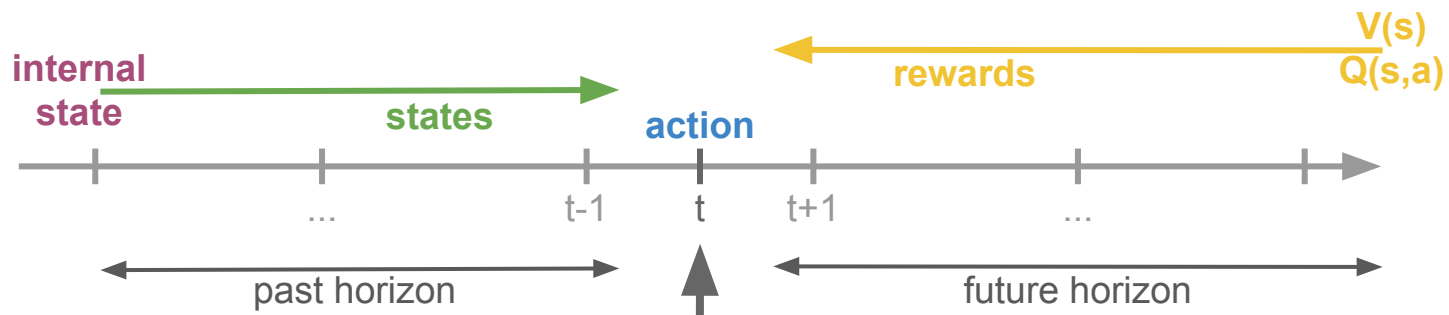 V(s)
internal
state
states
action
rewards
Q(s,a)
...
t-1
t
t+1
...
past horizon
future horizon